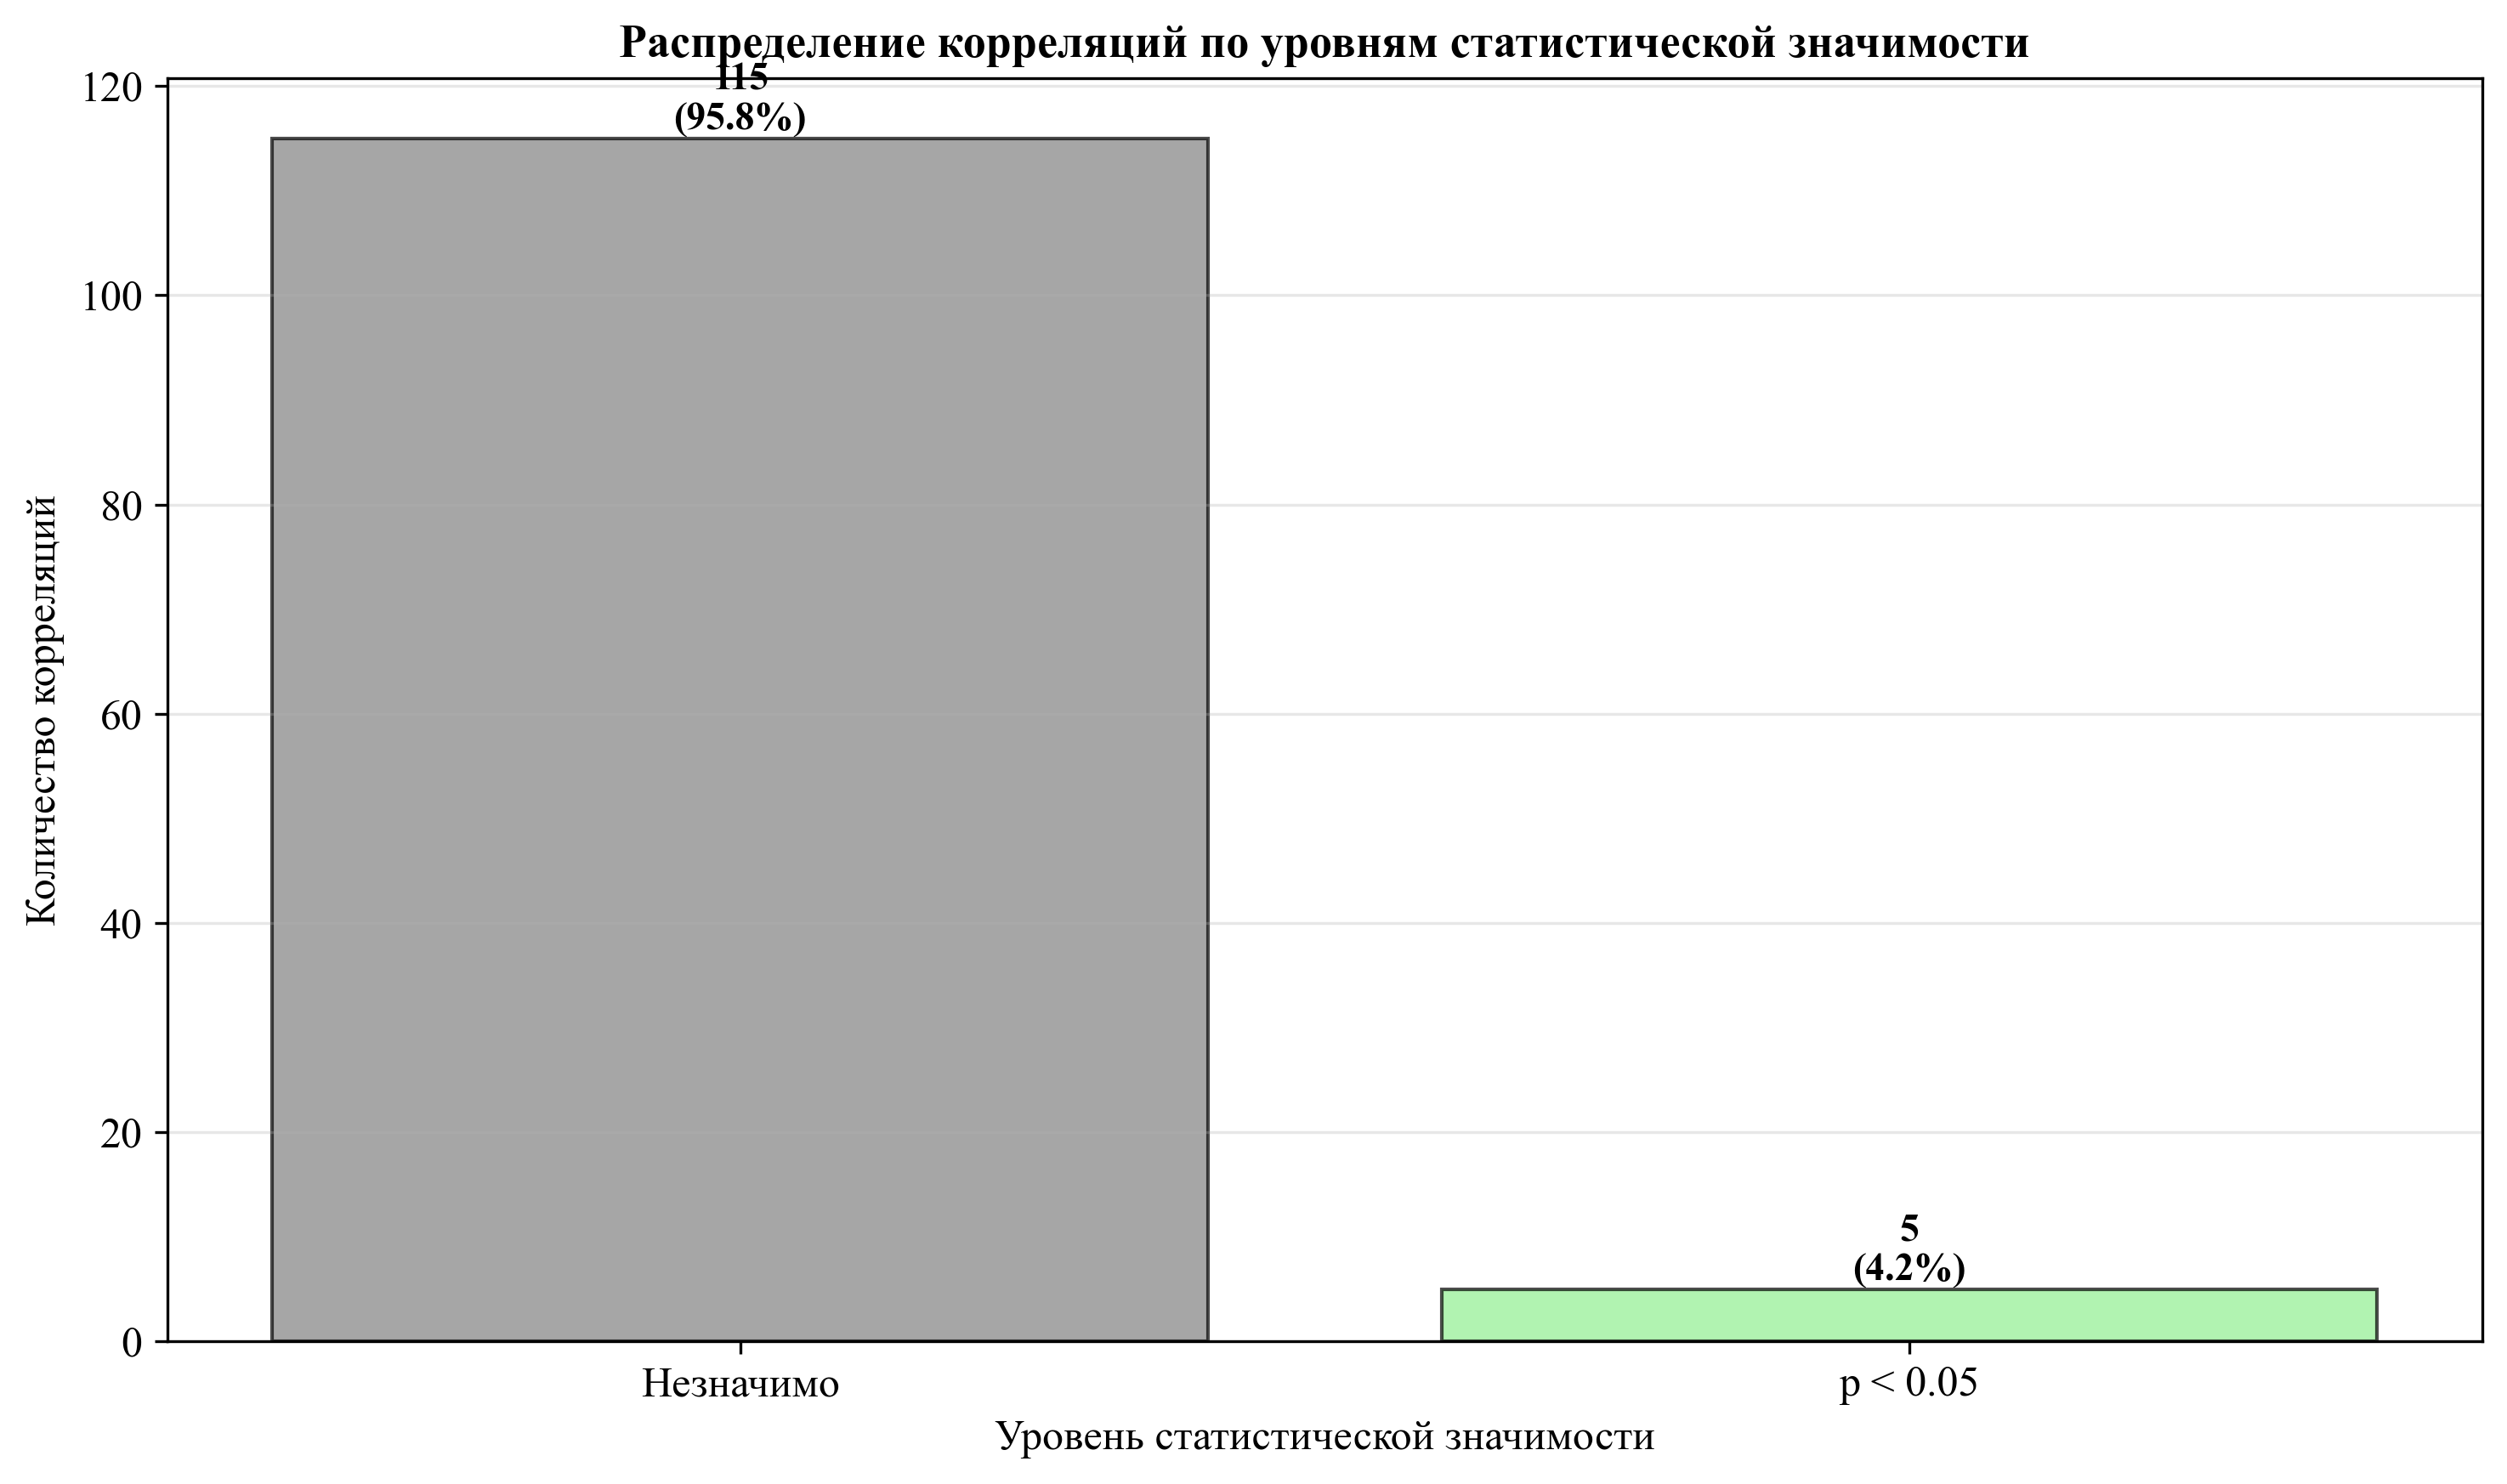 Распределение корреляций по уровням статистической значимости
115
(95.8%)
120
100
80
60
40
20
0
Количество корреляций
5
(4.2%)
Незначимо
p < 0.05
Уровень статистической значимости